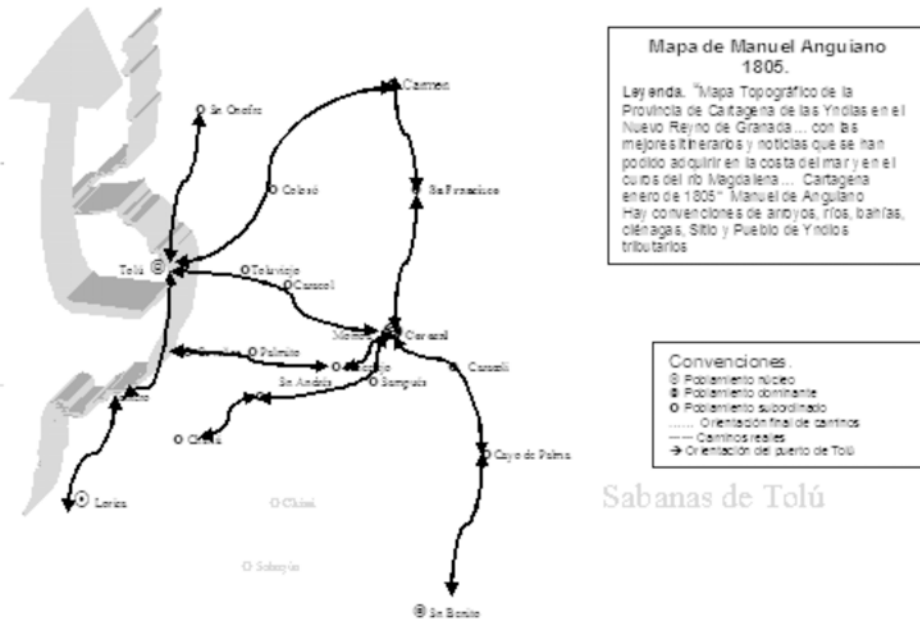 Mapa de Manuel Anguiano
1805.
Leyenda. "Mapa Topográfico de la
Provincia de Cartagena de las Yndias en el
Nuevo Reyno de Granada... con las
mejores itinerarios y noticias que se han
podido adquirir en la costa del mar y en el
curos del río Magdalena... Cartagena
enero de 1805" Manuel de Anguiano
Hay convenciones de arroyos, ríos, bahías,
ciénagas, Sitio y Pueblo de Yndios
tributarios
Carmen
Sn Onofre
Colosó
Sn Francisco
Tolú
Toluviejo
Caracol
Corozal
Palmito
Sn Andrés
Sampués
Caracolí
Cayo de Palma
Lorica
Chimá
Sn Benito
Convenciones.
Poblamiento núcleo
Poblamiento dominante
Poblamiento subordinado
...... Orientación final de caminos
Caminos reales
Orientación del puerto de Tolú
Sabanas de Tolú